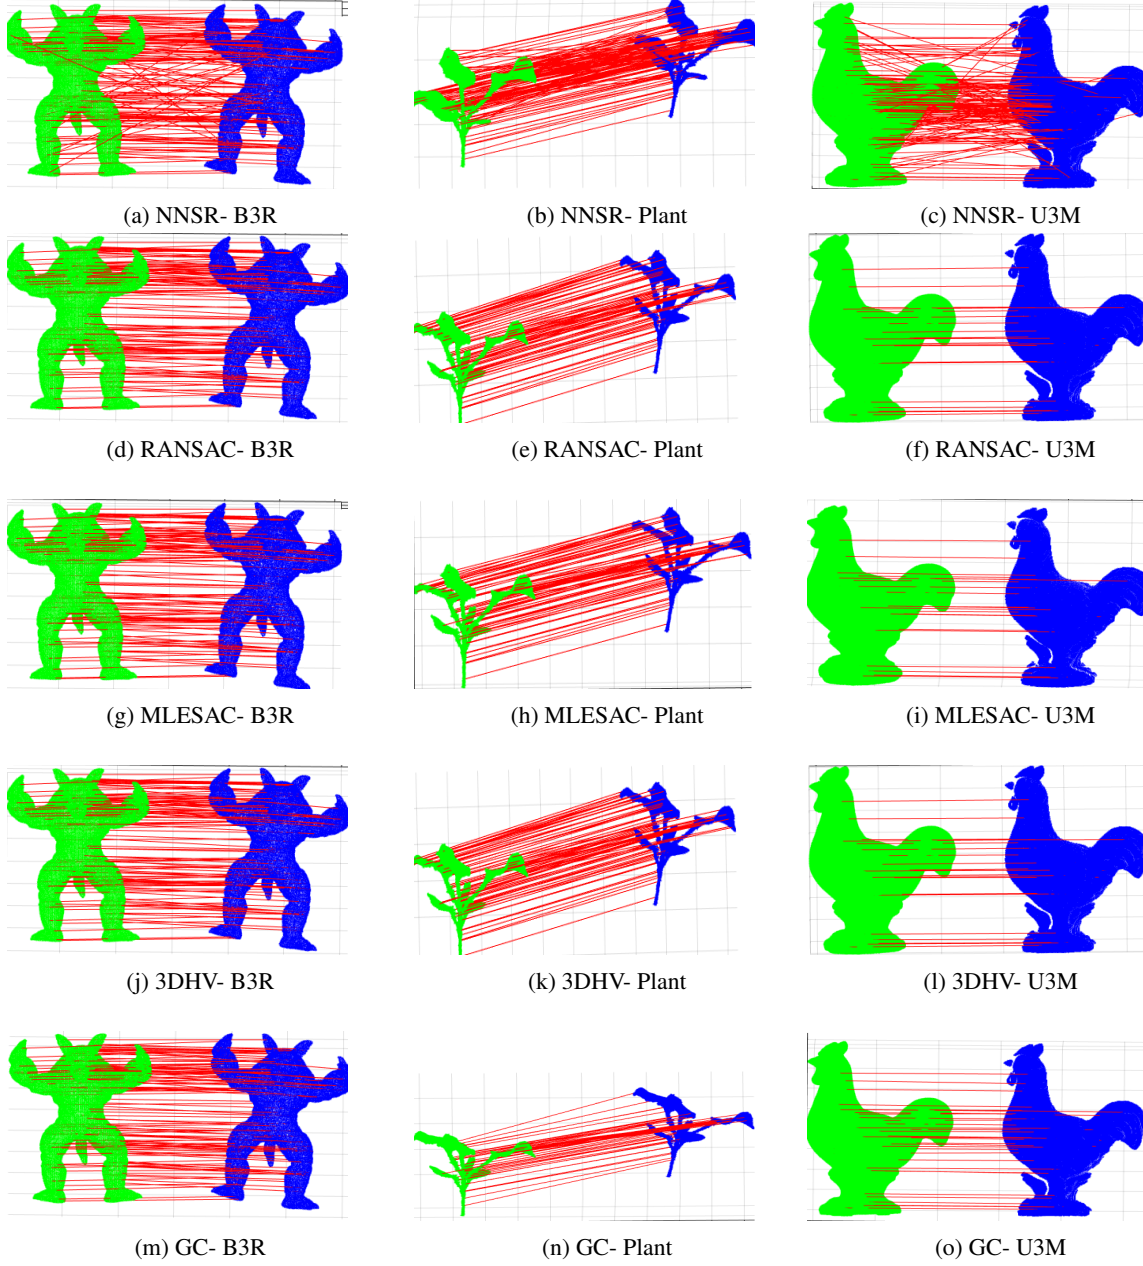 (a) NNSR- B3R
(b) NNSR- Plant
(c) NNSR- U3M
(d) RANSAC- B3R
(e) RANSAC- Plant
(f) RANSAC- U3M
(g) MLESAC- B3R
(h) MLESAC- Plant
(i) MLESAC- U3M
(j) 3DHV- B3R
(k) 3DHV- Plant
(l) 3DHV- U3M
(m) GC- B3R
(n) GC- Plant
(o) GC- U3M